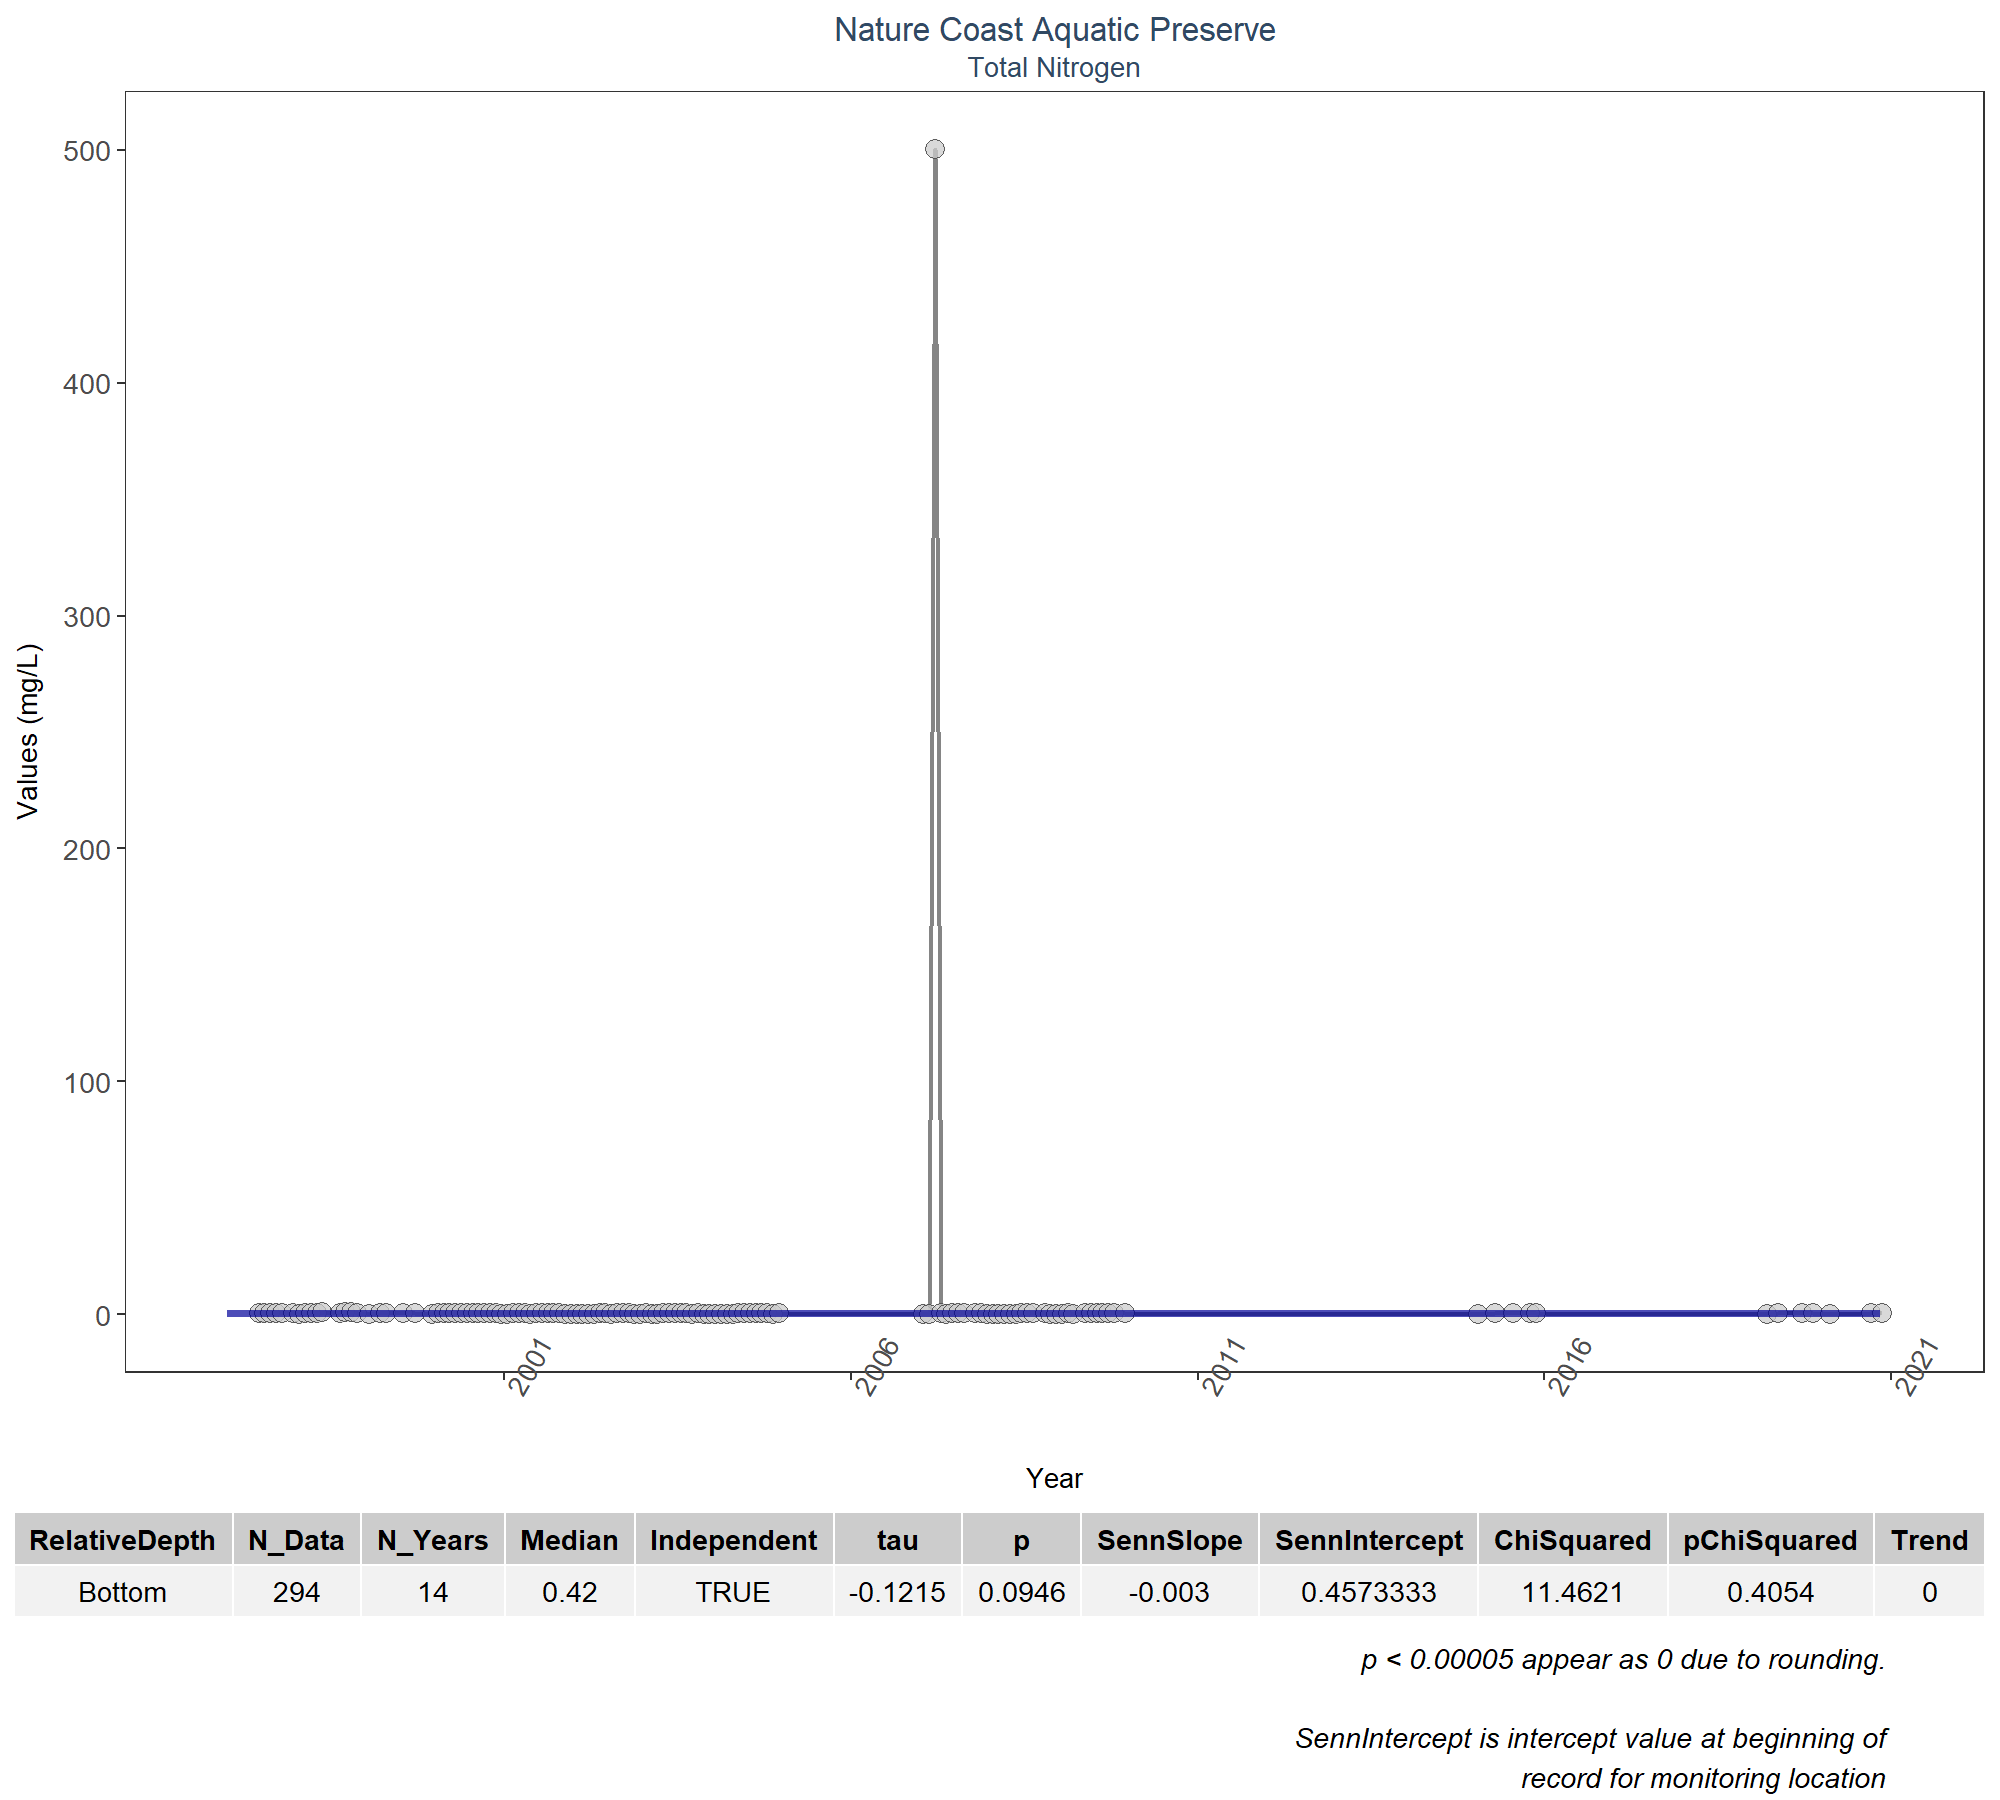 Nature Coast Aquatic Preserve
Total Nitrogen
Values (mg/L)
500
400
300
200
100
0
2001
2006
2011
2016
2021
Year
RelativeDepth N_Data N_Years Median Independent tau p SennSlope SennIntercept ChiSquared pChiSquared Trend
Bottom 294 14 0.42 TRUE -0.1215 0.0946 -0.003 0.4573333 11.4621 0.4054 0
p < 0.00005 appear as 0 due to rounding.
SennIntercept is intercept value at beginning of
record for monitoring location